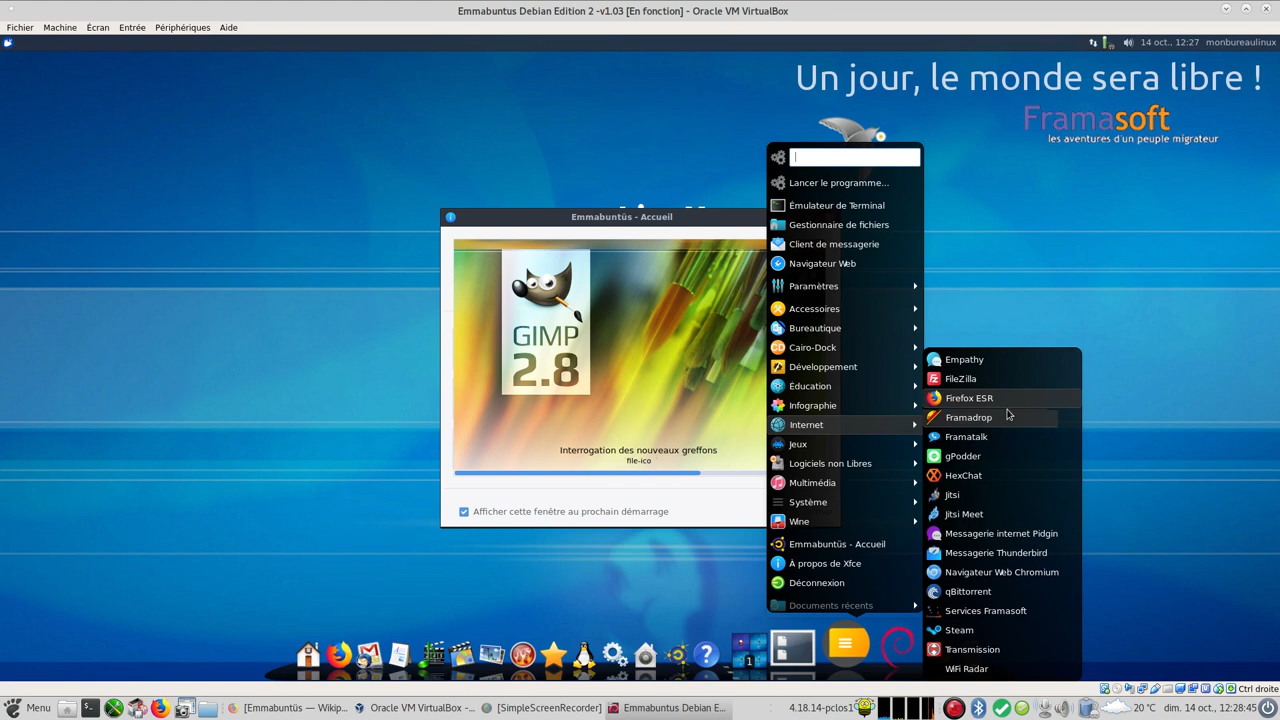 Emmabuntus Debian Edition 2 -v1.03 [En fonction] - Oracle VM VirtualBox
Fichier Machine Écran Entrée Périphériques Aide
14 oct., 12:27 monbureaulinux
Un jour, le monde sera libre !
Framasoft
les aventures d'un peuple migrateur
Emmabuntüs - Accueil
GIMP
2.8
Interrogation des nouveaux greffons
file-ico
Afficher cette fenêtre au prochain démarrage
Lancer le programme...
Émulateur de Terminal
Gestionnaire de fichiers
Client de messagerie
Navigateur Web
Paramètres
Accessoires
Bureautique
Cairo-Dock
Développement
Éducation
Infographie
Internet
Jeux
Logiciels non Libres
Multimédia
Système
Wine
Emmabuntüs - Accueil
À propos de Xfce
Déconnexion
Documents récents
Empathy
FileZilla
Firefox ESR
Framadrop
Framatalk
gPodder
HexChat
Jitsi
Jitsi Meet
Messagerie internet Pidgin
Messagerie Thunderbird
Navigateur Web Chromium
qBittorrent
Services Framasoft
Steam
Transmission
WiFi Radar
1
Ctrl droite
Menu
[Emmabuntüs — Wikip...
Oracle VM VirtualBox -...
[SimpleScreenRecorder]
Emmabuntus Debian E...
4.18.14-pclos1
20 °C
dim. 14 oct., 12:28:45